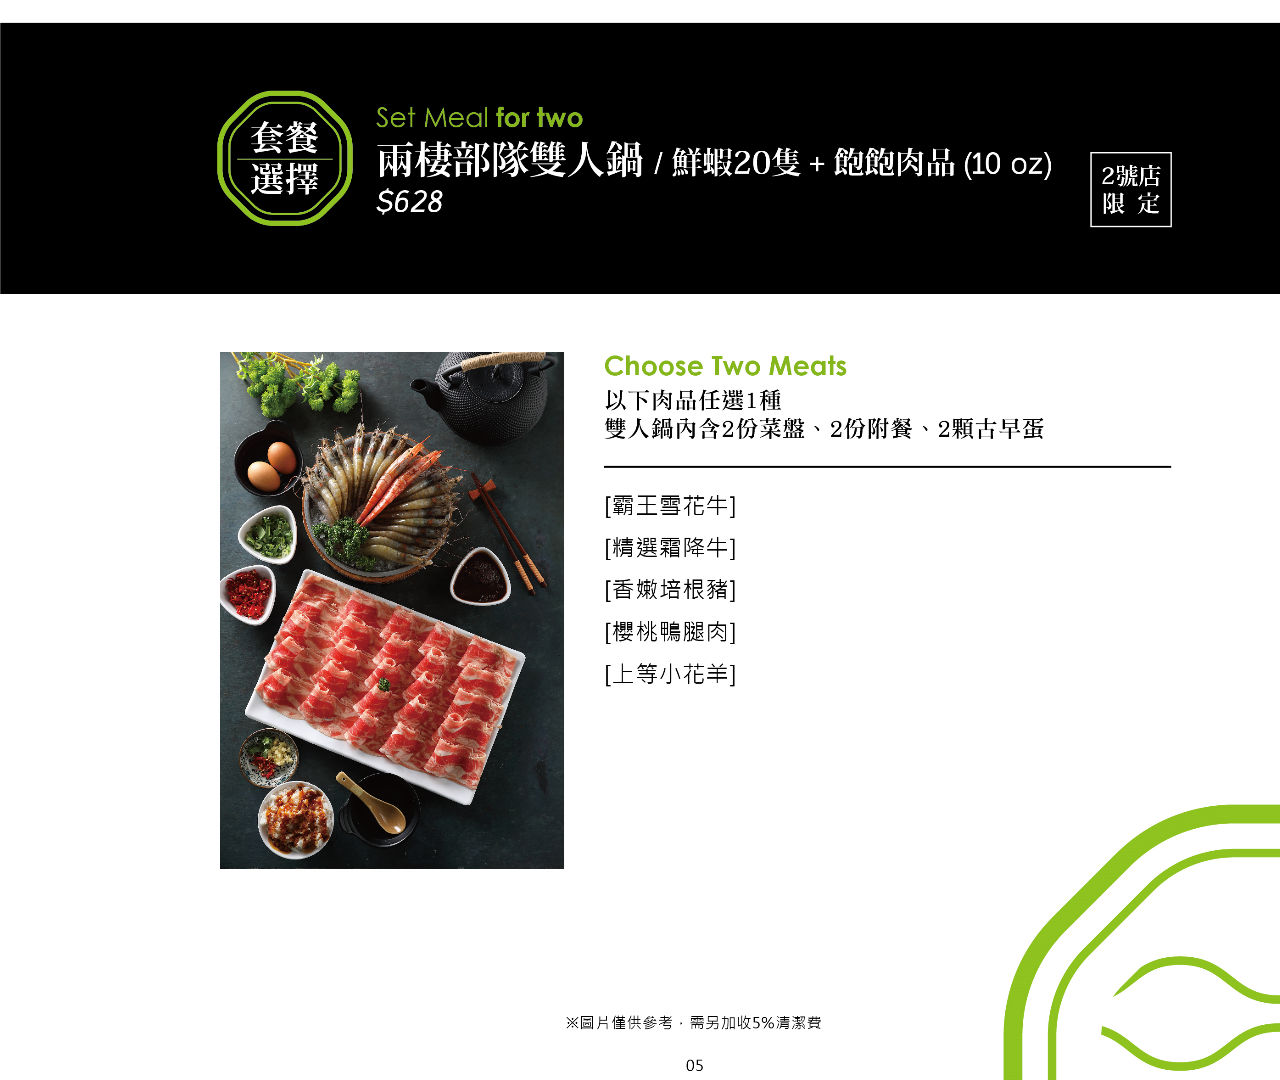 套餐
選擇
Set Meal for two
兩棲部隊雙人鍋 / 鮮蝦20隻 + 飽飽肉品 (10 oz)
$628
2號店
限 定
Choose Two Meats
以下肉品任選1種
雙人鍋內含2份菜盤、2份附餐、2顆古早蛋
[霸王雪花牛]
[精選霜降牛]
[香嫩培根豬]
[櫻桃鴨腿肉]
[上等小花羊]
※圖片僅供參考，需另加收5%清潔費
05